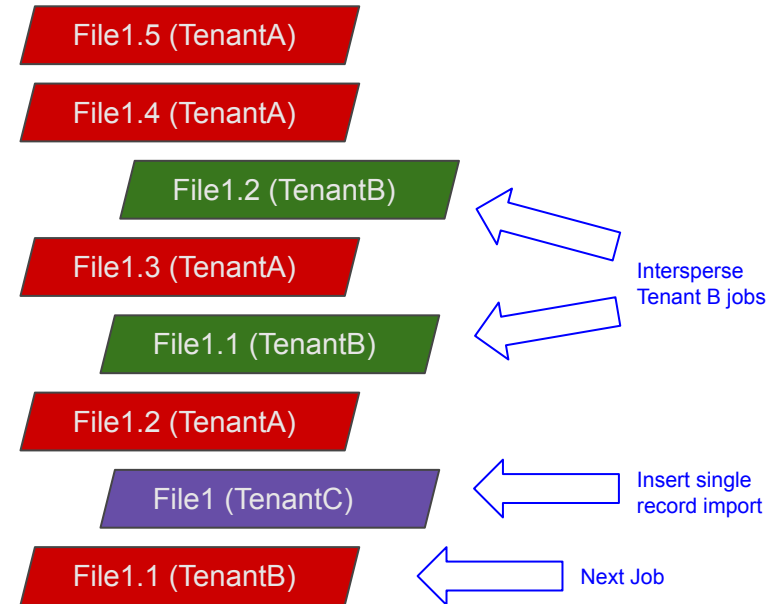 File1.5 (TenantA)
File1.4 (TenantA)
File1.2 (TenantB)
File1.3 (TenantA)
Intersperse
Tenant B jobs
File1.1 (TenantB)
File1.2 (TenantA)
File1 (TenantC)
Insert single
record import
File1.1 (TenantB)
Next Job